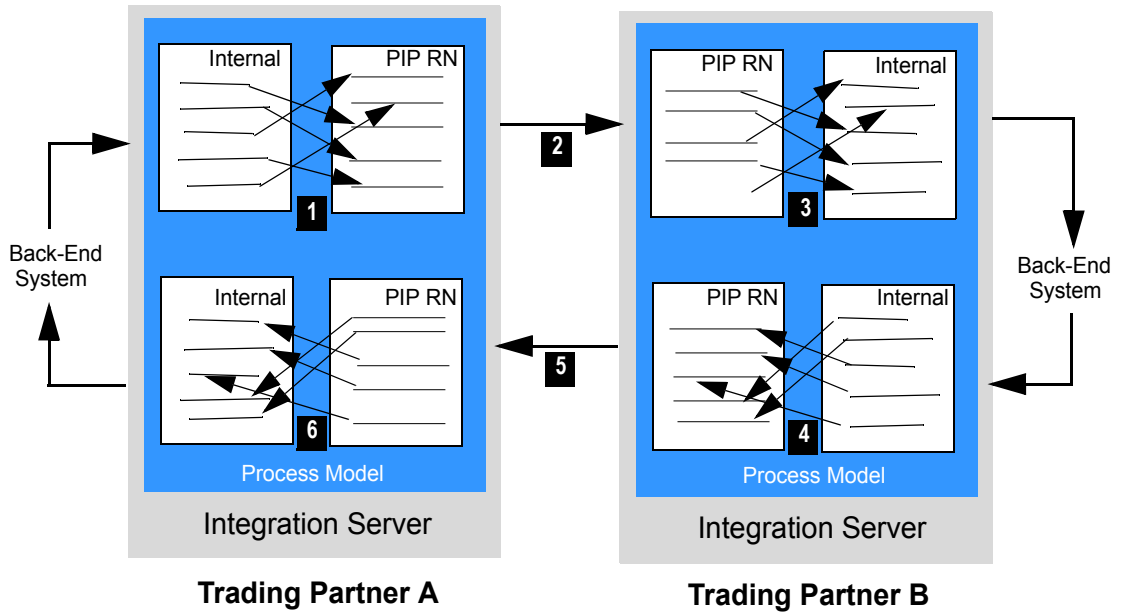 Internal
PIP RN
1
2
PIP RN
Internal
3
Back-End
System
Back-End
System
Internal
PIP RN
6
5
PIP RN
Internal
4
Process Model
Process Model
Integration Server
Integration Server
Trading Partner A
Trading Partner B